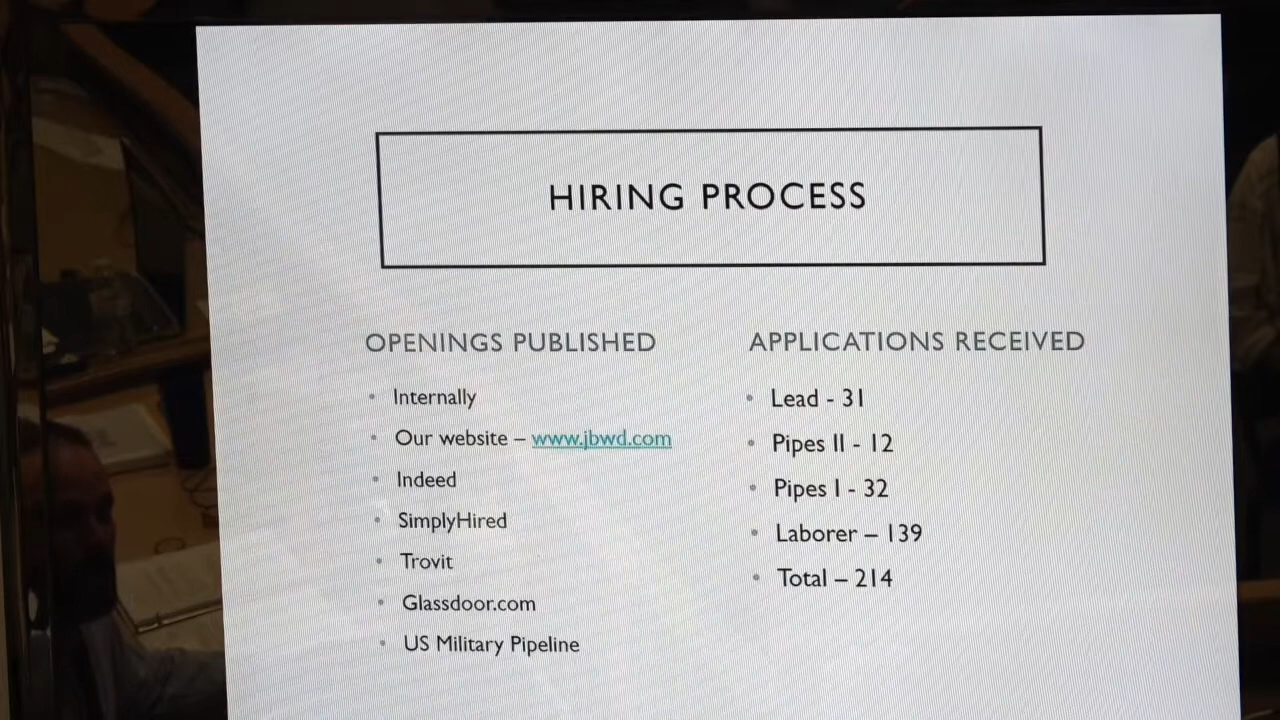 HIRING PROCESS
OPENINGS PUBLISHED
Internally
Our website – www.jbwd.com
Indeed
SimplyHired
Trovit
Glassdoor.com
US Military Pipeline
APPLICATIONS RECEIVED
Lead - 31
Pipes II - 12
Pipes I - 32
Laborer – 139
Total – 214